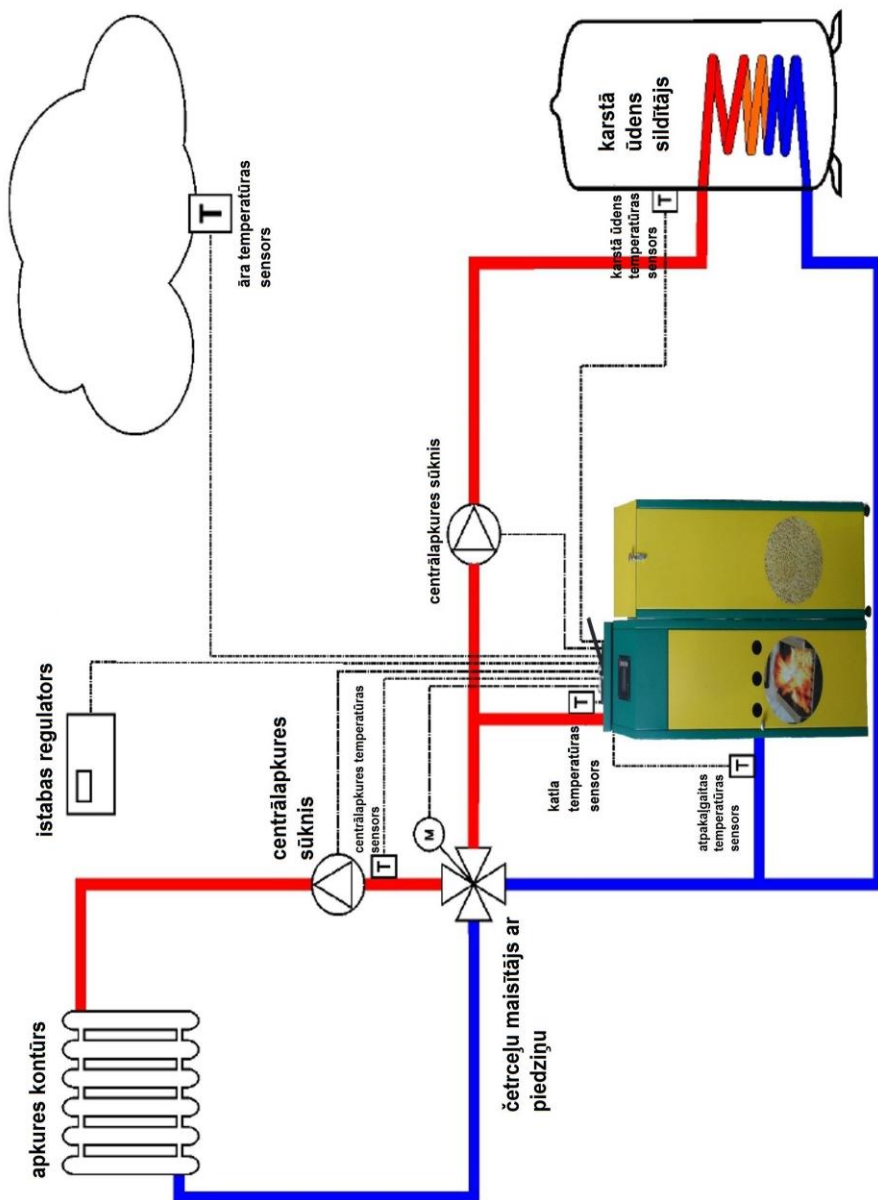 āra temperatūras
sensors
T
karstā
ūdens
sildītājs
karstā ūdens
temperatūras
sensors
T
istabas regulators
centrālapkures sūknis
centrālapkures
sūknis
centrālapkures temperatūras
sensors
T
M
katla
temperatūras
sensors
T
atpakaļgaitas
temperatūras
sensors
T
apkures kontūrs
četrceļu maisītājs ar
piedziņu